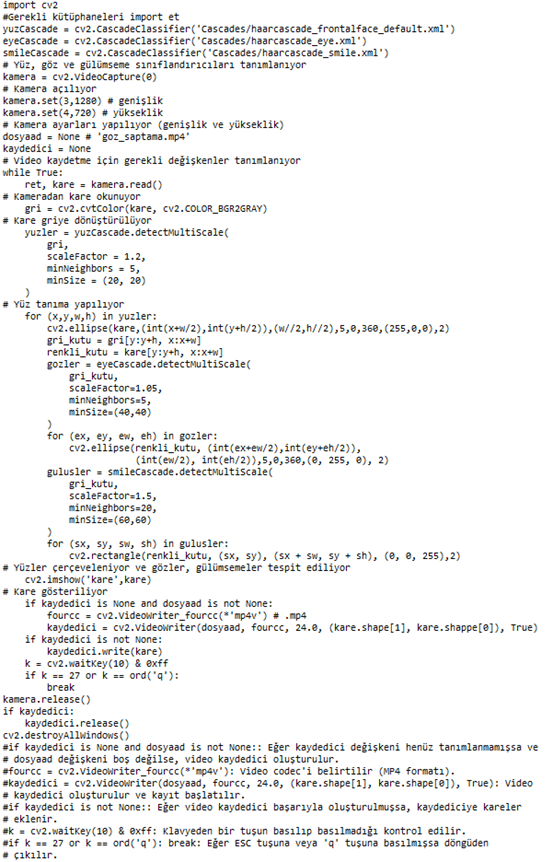 import cv2
#Gerekli kütüphaneleri import et
yuzCascade = cv2.CascadeClassifier('Cascades/haarcascade_frontalface_default.xml')
eyeCascade = cv2.CascadeClassifier('Cascades/haarcascade_eye.xml')
smileCascade = cv2.CascadeClassifier('Cascades/haarcascade_smile.xml')
# Yüz, göz ve gülümseme sınıflandırıcıları tanımlanıyor
kamera = cv2.VideoCapture(0)
# Kamera açılıyor
kamera.set(3,1280) # genişlik
kamera.set(4,720) # yükseklik
# Kamera ayarları yapılıyor (genişlik ve yükseklik)
dosyaad = None # 'goz_saptama.mp4'
kaydedici = None
# Video kaydetme için gerekli değişkenler tanımlanıyor
while True:
    ret, kare = kamera.read()
# Kameradan kare okunuyor
    gri = cv2.cvtColor(kare, cv2.COLOR_BGR2GRAY)
# Kare griye dönüştürülüyor
    yuzler = yuzCascade.detectMultiScale(
        gri,
        scaleFactor = 1.2,
        minNeighbors = 5,
        minSize = (20, 20)
    )
# Yüz tanıma yapılıyor
    for (x,y,w,h) in yuzler:
        cv2.ellipse(kare,(int(x+w/2),int(y+h/2)),(w//2,h//2),5,0,360,(255,0,0),2)
        gri_kutu = gri[y:y+h, x:x+w]
        renkli_kutu = kare[y:y+h, x:x+w]
        gozler = eyeCascade.detectMultiScale(
            gri_kutu,
            scaleFactor=1.05,
            minNeighbors=5,
            minSize=(40,40)
        )
        for (ex, ey, ew, eh) in gozler:
            cv2.ellipse(renkli_kutu, (int(ex+ew/2),int(ey+eh/2)),
                        (int(ew/2), int(eh/2)),5,0,360,(0, 255, 0), 2)
        gulusler = smileCascade.detectMultiScale(
            gri_kutu,
            scaleFactor=1.5,
            minNeighbors=20,
            minSize=(60,60)
        )
        for (sx, sy, sw, sh) in gulusler:
            cv2.rectangle(renkli_kutu, (sx, sy), (sx + sw, sy + sh), (0, 0, 255),2)
# Yüzler çerçeveleniyor ve gözler, gülümsemeler tespit ediliyor
    cv2.imshow('kare',kare)
# Kare gösteriliyor
    if kaydedici is None and dosyaad is not None:
        fourcc = cv2.VideoWriter_fourcc(*'mp4v') # .mp4
        kaydedici = cv2.VideoWriter(dosyaad, fourcc, 24.0, (kare.shape[1], kare.shappe[0]), True)
    if kaydedici is not None:
        kaydedici.write(kare)
    k = cv2.waitKey(10) & 0xff
    if k == 27 or k == ord('q'):
        break
kamera.release()
if kaydedici:
    kaydedici.release()
cv2.destroyAllWindows()
#if kaydedici is None and dosyaad is not None:: Eğer kaydedici değişkeni henüz tanımlanmamışsa ve
# dosyaad değişkeni boş değilse, video kaydedici oluşturulur.
#fourcc = cv2.VideoWriter_fourcc(*'mp4v'): Video codec'i belirtilir (MP4 formatı).
#kaydedici = cv2.VideoWriter(dosyaad, fourcc, 24.0, (kare.shape[1], kare.shape[0]), True): Video
# kaydedici oluşturulur ve kayıt başlatılır.
#if kaydedici is not None:: Eğer video kaydedici başarıyla oluşturulmuşsa, kaydediciye kareler
# eklenir.
#k = cv2.waitKey(10) & 0xff: Klavyeden bir tuşun basılıp basılmadığı kontrol edilir.
#if k == 27 or k == ord('q'): break: Eğer ESC tuşuna veya 'q' tuşuna basılmışsa döngüden
# çıkılır.